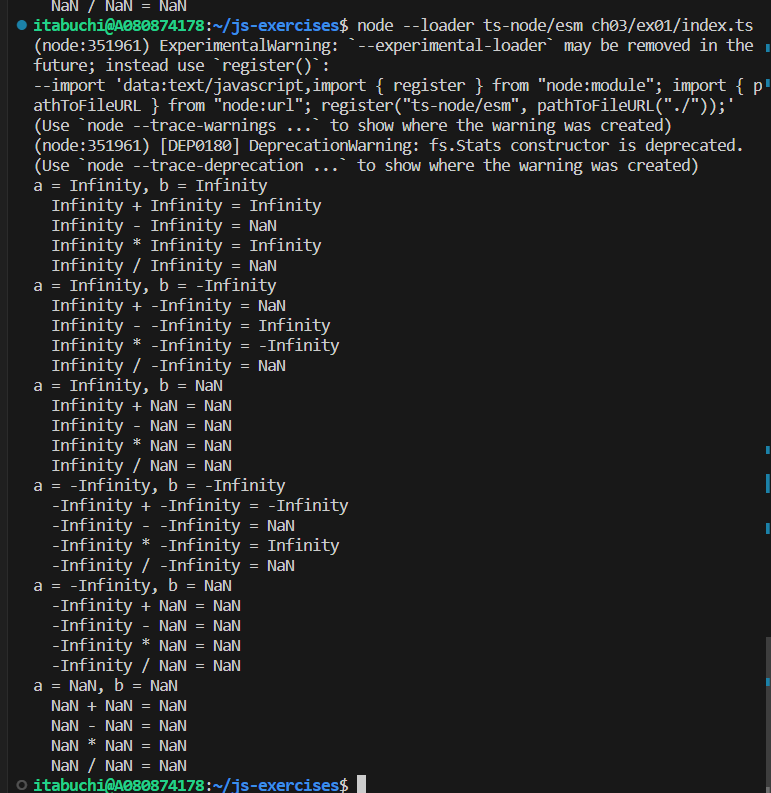 NaN / NaN = NaN
itabuchi@A080874178:~/js-exercises$ node --loader ts-node/esm ch03/ex01/index.ts
(node:351961) ExperimentalWarning: `--experimental-loader` may be removed in the
future; instead use `register()`:
--import 'data:text/javascript,import { register } from "node:module"; import { p
athToFileURL } from "node:url"; register("ts-node/esm", pathToFileURL("./"));'
(Use `node --trace-warnings ...` to show where the warning was created)
(node:351961) [DEP0180] DeprecationWarning: fs.Stats constructor is deprecated.
(Use `node --trace-deprecation ...` to show where the warning was created)
a = Infinity, b = Infinity
  Infinity + Infinity = Infinity
  Infinity - Infinity = NaN
  Infinity * Infinity = Infinity
  Infinity / Infinity = NaN
a = Infinity, b = -Infinity
  Infinity + -Infinity = NaN
  Infinity - -Infinity = Infinity
  Infinity * -Infinity = -Infinity
  Infinity / -Infinity = NaN
a = Infinity, b = NaN
  Infinity + NaN = NaN
  Infinity - NaN = NaN
  Infinity * NaN = NaN
  Infinity / NaN = NaN
a = -Infinity, b = -Infinity
  -Infinity + -Infinity = -Infinity
  -Infinity - -Infinity = NaN
  -Infinity * -Infinity = Infinity
  -Infinity / -Infinity = NaN
a = -Infinity, b = NaN
  -Infinity + NaN = NaN
  -Infinity - NaN = NaN
  -Infinity * NaN = NaN
  -Infinity / NaN = NaN
a = NaN, b = NaN
  NaN + NaN = NaN
  NaN - NaN = NaN
  NaN * NaN = NaN
  NaN / NaN = NaN
itabuchi@A080874178:~/js-exercises$